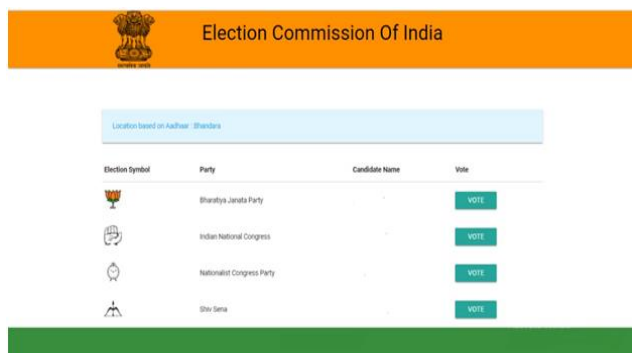 Election Commission Of India
Location based on Aadhaar : Bhandara
Election Symbol Party Candidate Name Vote
Bharatiya Janata Party VOTE
Indian National Congress VOTE
Nationalist Congress Party VOTE
Shiv Sena VOTE